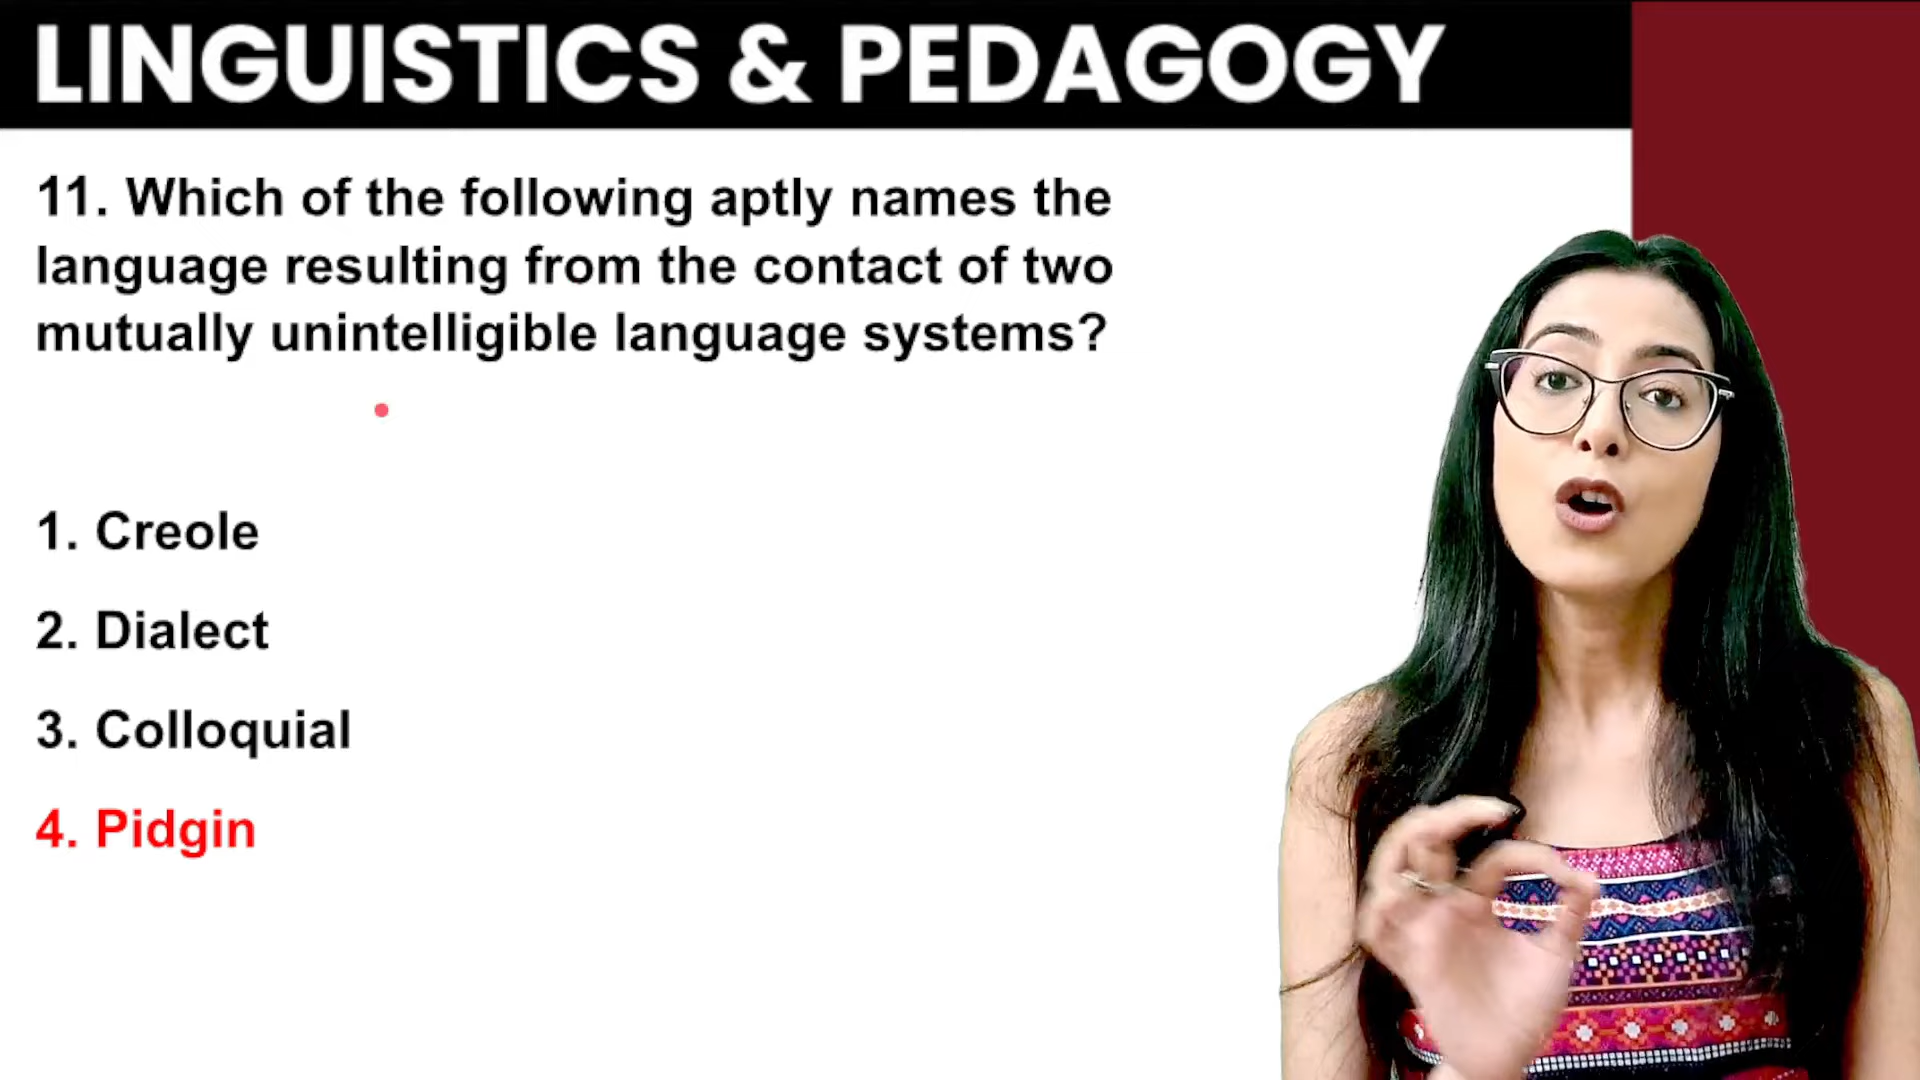 LINGUISTICS & PEDAGOGY
11. Which of the following aptly names the
language resulting from the contact of two
mutually unintelligible language systems?
1. Creole
2. Dialect
3. Colloquial
4. Pidgin